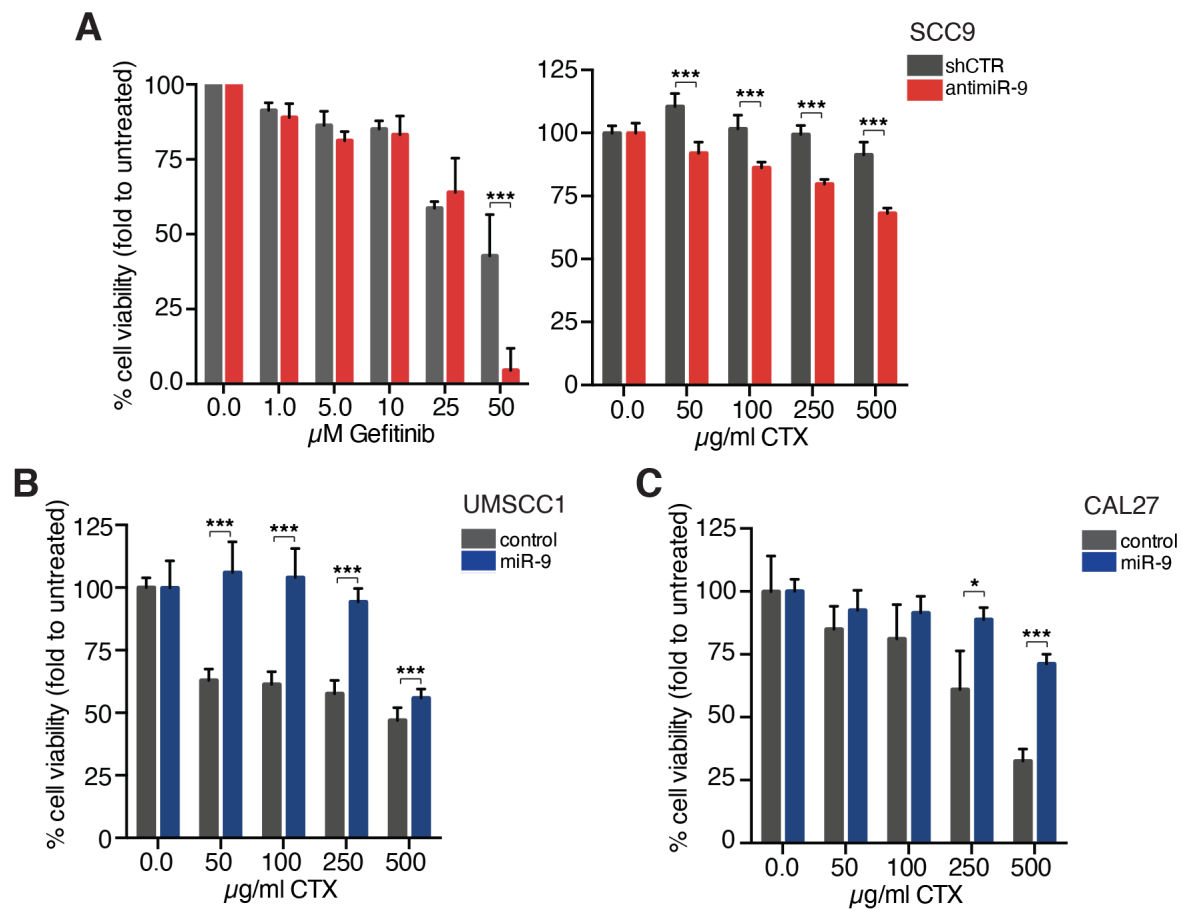 A
SCC9
shCTR
antimiR-9
% cell viability (fold to untreated)
100
75
50
25
0.0
***
0.0 1.0 5.0 10 25 50
µM Gefitinib
125
100
75
50
25
0
*** *** *** ***
0.0 50 100 250 500
µg/ml CTX
B
UMSCC1
control
miR-9
% cell viability (fold to untreated)
125
100
75
50
25
0
*** *** *** ***
0.0 50 100 250 500
µg/ml CTX
C
CAL27
control
miR-9
% cell viability (fold to untreated)
125
100
75
50
25
0
* ***
0.0 50 100 250 500
µg/ml CTX